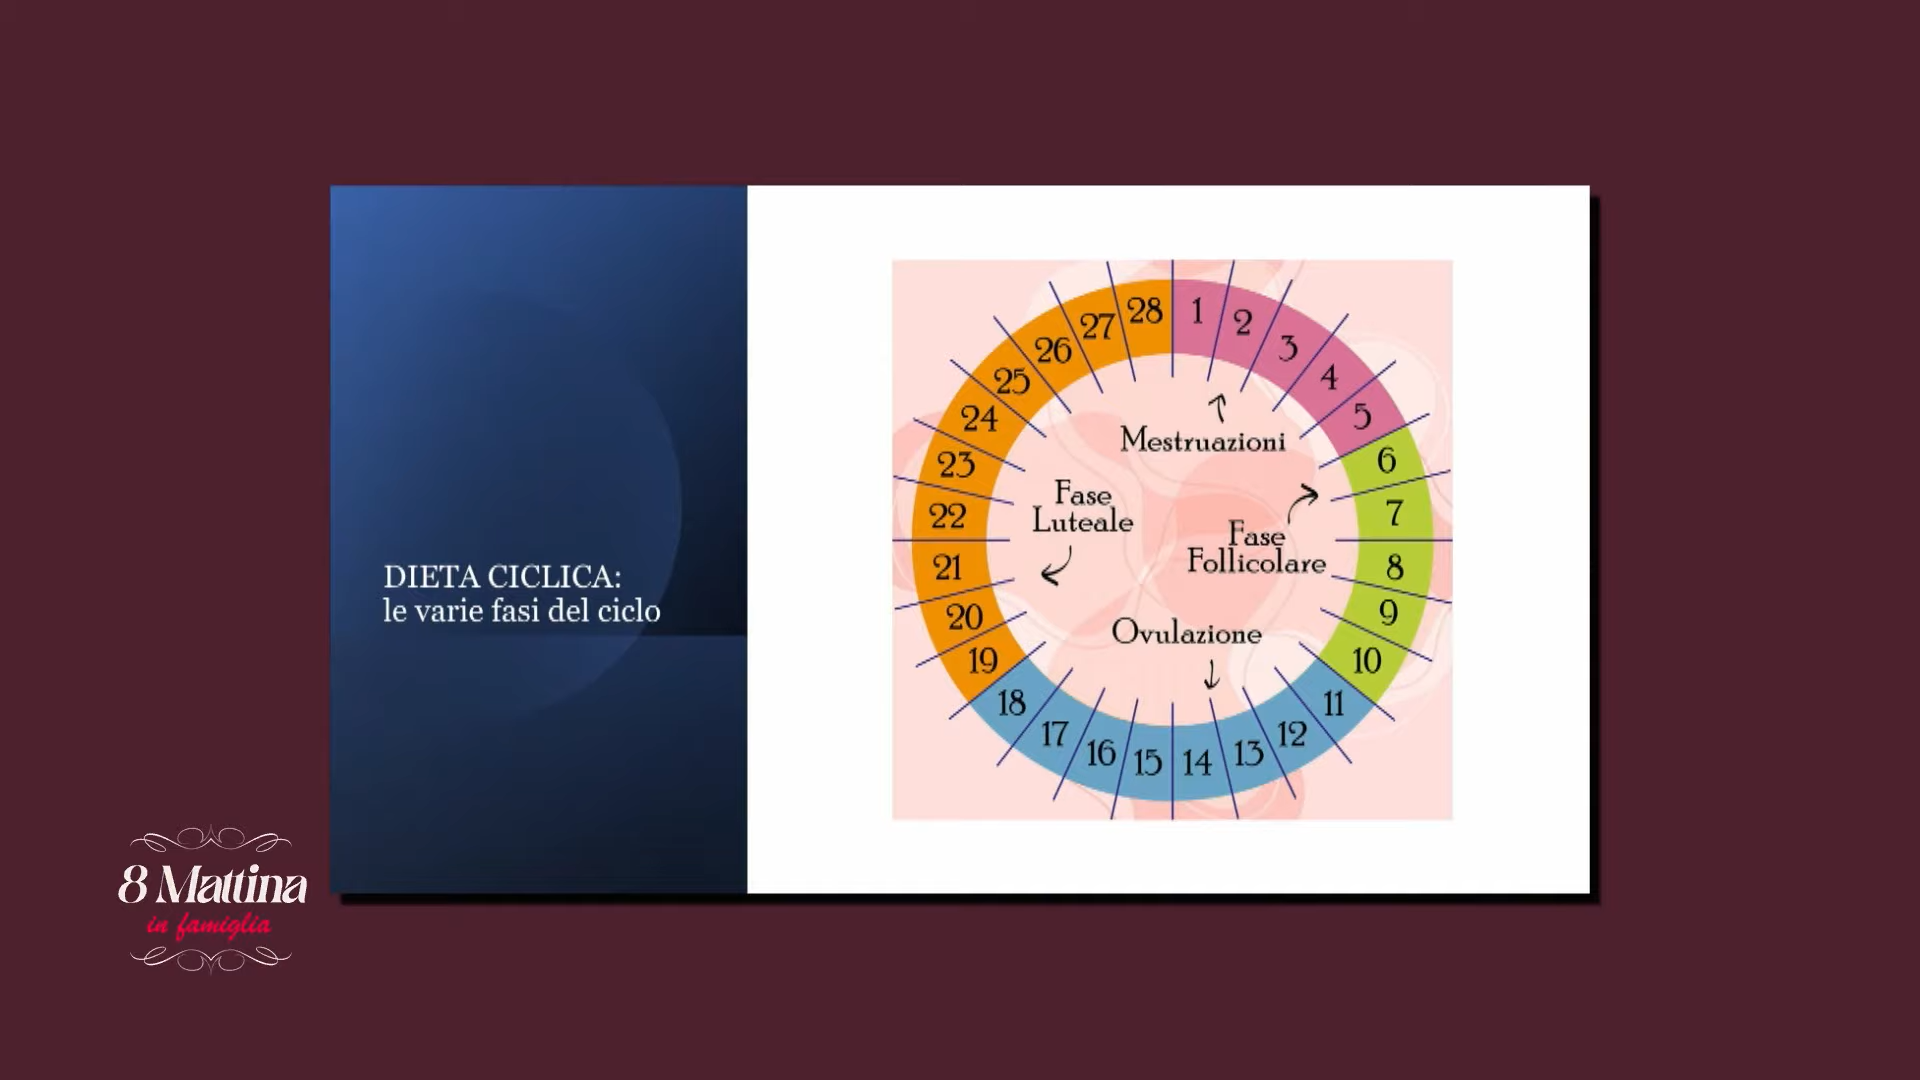 DIETA CICLICA:
le varie fasi del ciclo
1
2
3
4
5
6
7
8
9
10
11
12
13
14
15
16
17
18
19
20
21
22
23
24
25
26
27
28
Mestruazioni
Fase
Follicolare
Ovulazione
Fase
Luteale
8 Mattina
in famiglia